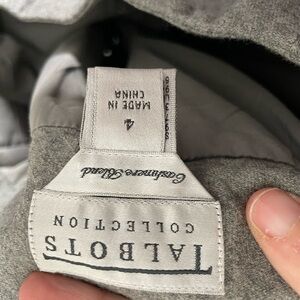 TALBOTS
COLLECTION
Cashmere Blend
4
MADE IN
CHINA